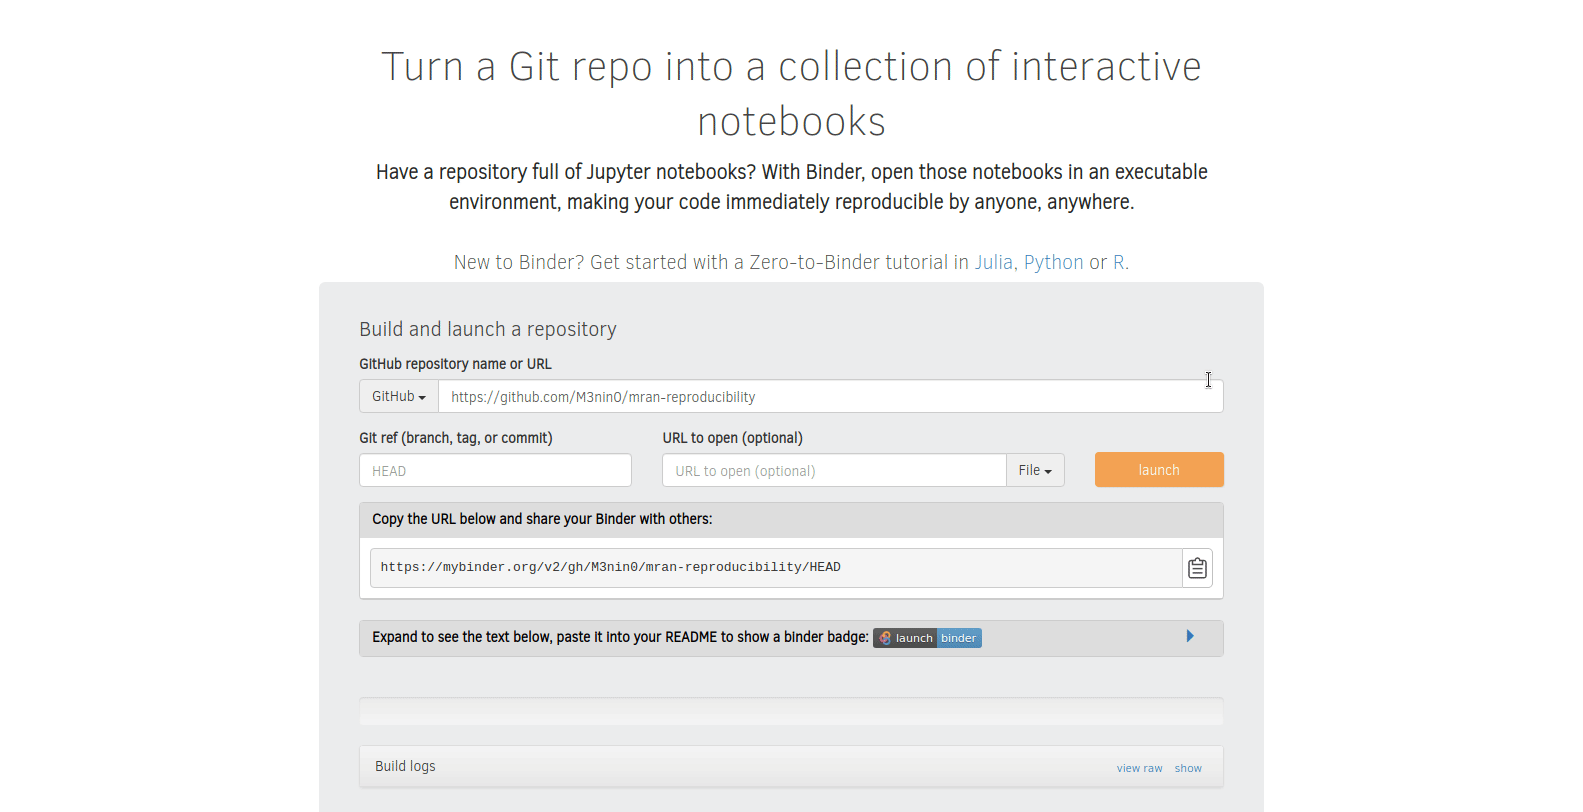 Turn a Git repo into a collection of interactive
notebooks
Have a repository full of Jupyter notebooks? With Binder, open those notebooks in an executable
environment, making your code immediately reproducible by anyone, anywhere.
New to Binder? Get started with a Zero-to-Binder tutorial in Julia, Python or R.
Build and launch a repository
GitHub repository name or URL
GitHub https://github.com/M3nin0/mran-reproducibility
Git ref (branch, tag, or commit) URL to open (optional)
HEAD URL to open (optional) File launch
Copy the URL below and share your Binder with others:
https://mybinder.org/v2/gh/M3nin0/mran-reproducibility/HEAD
Expand to see the text below, paste it into your README to show a binder badge: launch binder
Build logs view raw show